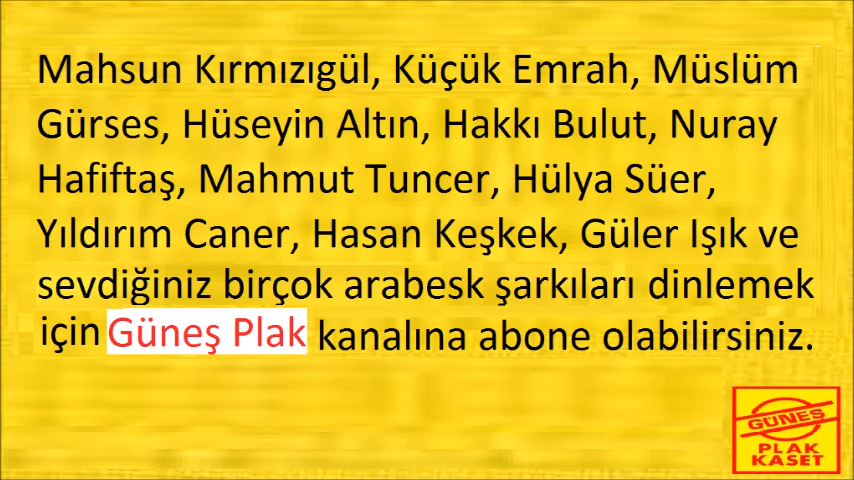 Mahsun Kırmızıgül, Küçük Emrah, Müslüm
Gürses, Hüseyin Altın, Hakkı Bulut, Nuray
Hafiftaş, Mahmut Tuncer, Hülya Süer,
Yıldırım Caner, Hasan Keşkek, Güler Işık ve
sevdiğiniz birçok arabesk şarkıları dinlemek
için Güneş Plak kanalına abone olabilirsiniz.
GÜNEŞ
PLAK
KASET